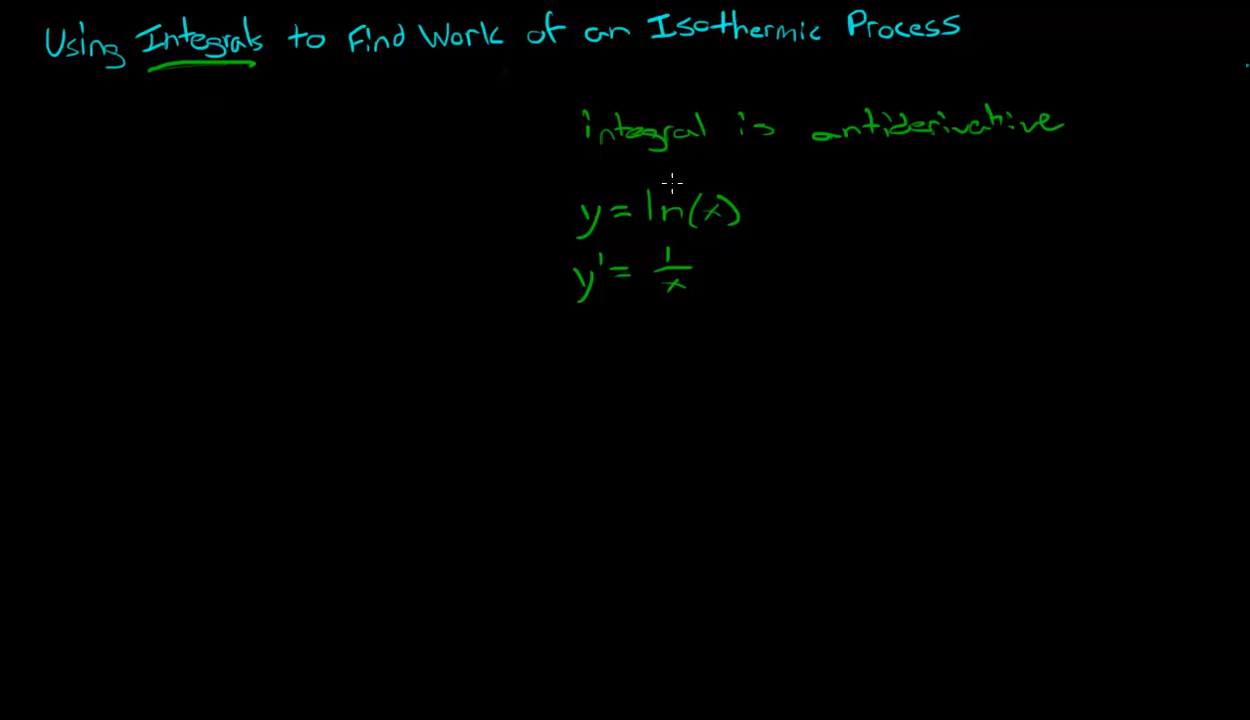 Using Integrals to Find Work of an Isothermic Process
integral is antiderivative
y = ln(x)
y' = 1/x